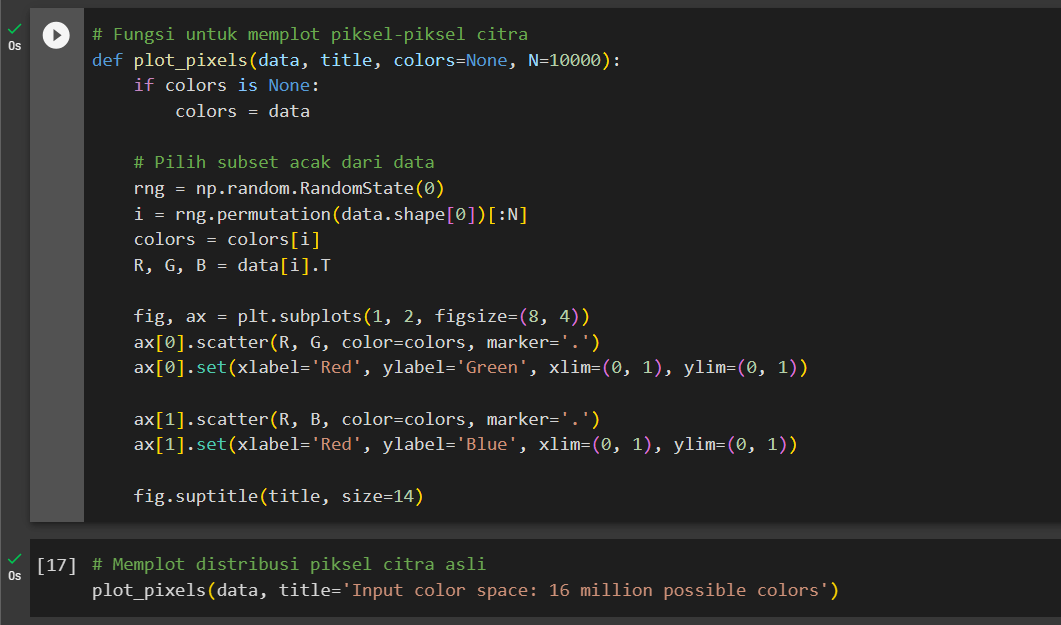 0s
# Fungsi untuk memplot piksel-piksel citra
def plot_pixels(data, title, colors=None, N=10000):
    if colors is None:
        colors = data

    # Pilih subset acak dari data
    rng = np.random.RandomState(0)
    i = rng.permutation(data.shape[0])[:N]
    colors = colors[i]
    R, G, B = data[i].T

    fig, ax = plt.subplots(1, 2, figsize=(8, 4))
    ax[0].scatter(R, G, color=colors, marker='.')
    ax[0].set(xlabel='Red', ylabel='Green', xlim=(0, 1), ylim=(0, 1))

    ax[1].scatter(R, B, color=colors, marker='.')
    ax[1].set(xlabel='Red', ylabel='Blue', xlim=(0, 1), ylim=(0, 1))

    fig.suptitle(title, size=14)

0s
[17] # Memplot distribusi piksel citra asli
plot_pixels(data, title='Input color space: 16 million possible colors')